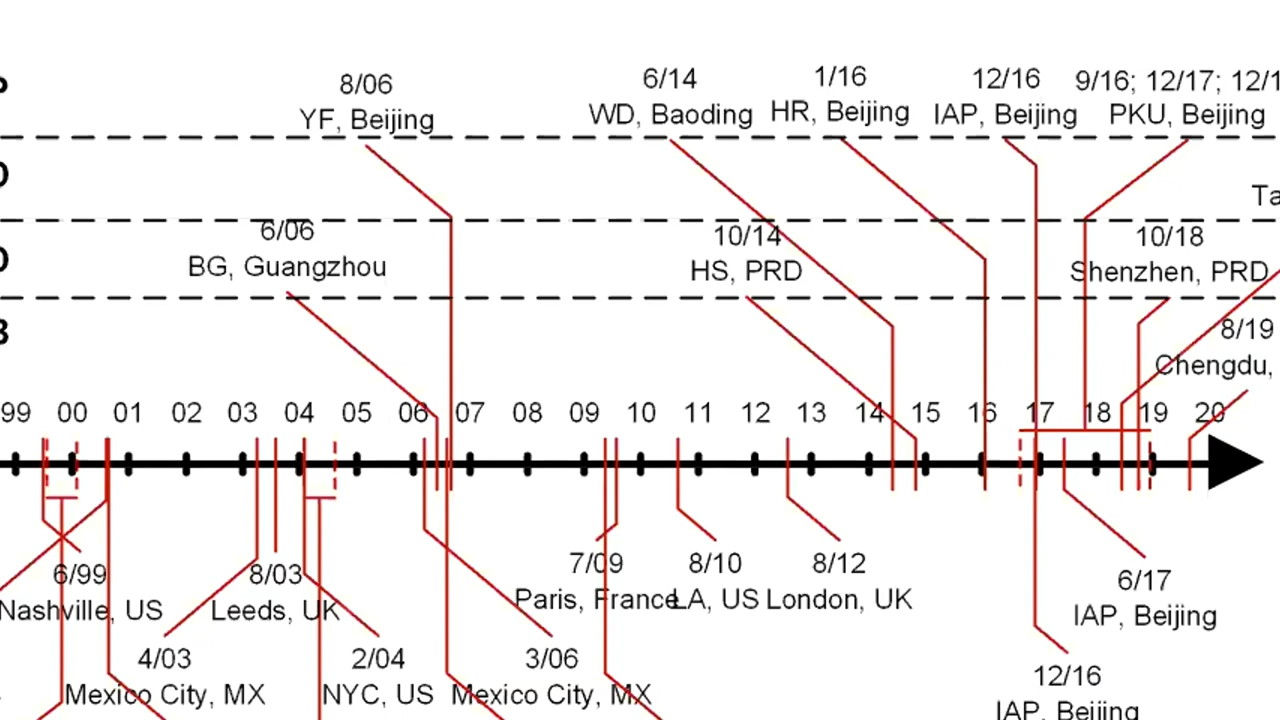 8/06
YF, Beijing
6/14
WD, Baoding
1/16
HR, Beijing
12/16
IAP, Beijing
9/16; 12/17; 12/1
PKU, Beijing
Ta
6/06
BG, Guangzhou
10/14
HS, PRD
10/18
Shenzhen, PRD
8/19
Chengdu,
99 00 01 02 03 04 05 06 07 08 09 10 11 12 13 14 15 16 17 18 19 20
6/99
Nashville, US
8/03
Leeds, UK
7/09
Paris, France
8/10
LA, US
8/12
London, UK
6/17
IAP, Beijing
4/03
Mexico City, MX
2/04
NYC, US
3/06
Mexico City, MX
12/16
IAP, Beijing